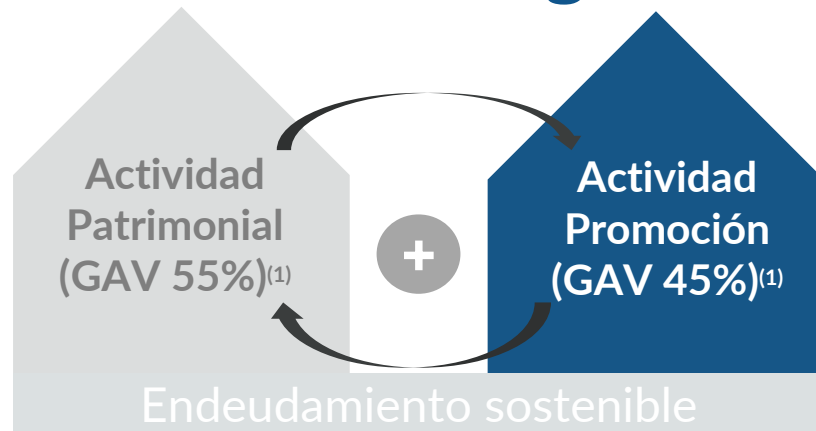 Actividad
Patrimonial
(GAV 55%)(1)
+
Actividad
Promoción
(GAV 45%)(1)
Endeudamiento sostenible